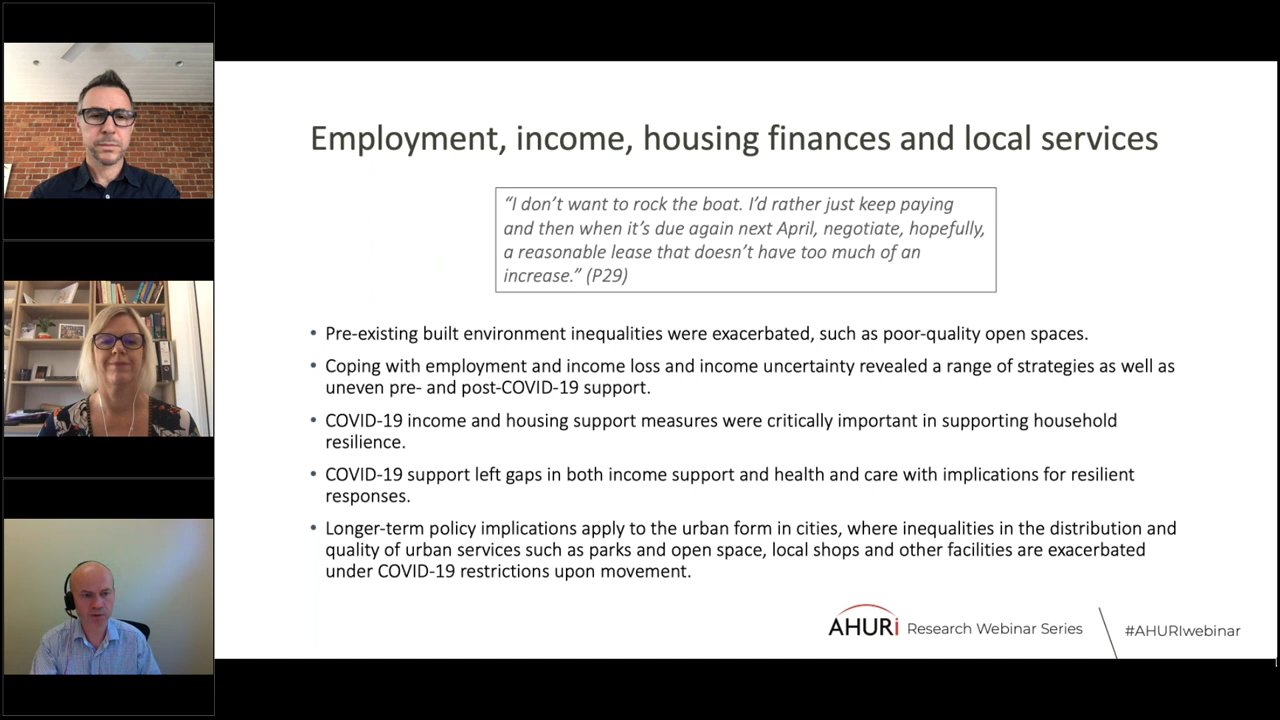 Employment, income, housing finances and local services
“I don’t want to rock the boat. I’d rather just keep paying
and then when it’s due again next April, negotiate, hopefully,
a reasonable lease that doesn’t have too much of an
increase.” (P29)
• Pre-existing built environment inequalities were exacerbated, such as poor-quality open spaces.
• Coping with employment and income loss and income uncertainty revealed a range of strategies as well as
uneven pre- and post-COVID-19 support.
• COVID-19 income and housing support measures were critically important in supporting household
resilience.
• COVID-19 support left gaps in both income support and health and care with implications for resilient
responses.
• Longer-term policy implications apply to the urban form in cities, where inequalities in the distribution and
quality of urban services such as parks and open space, local shops and other facilities are exacerbated
under COVID-19 restrictions upon movement.
AHURI Research Webinar Series
#AHURIwebinar